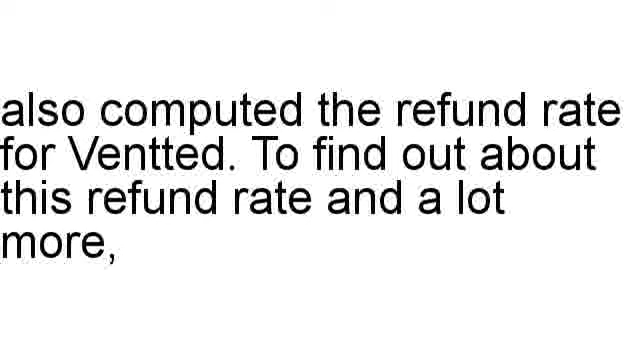 also computed the refund rate
for Ventted. To find out about
this refund rate and a lot
more,